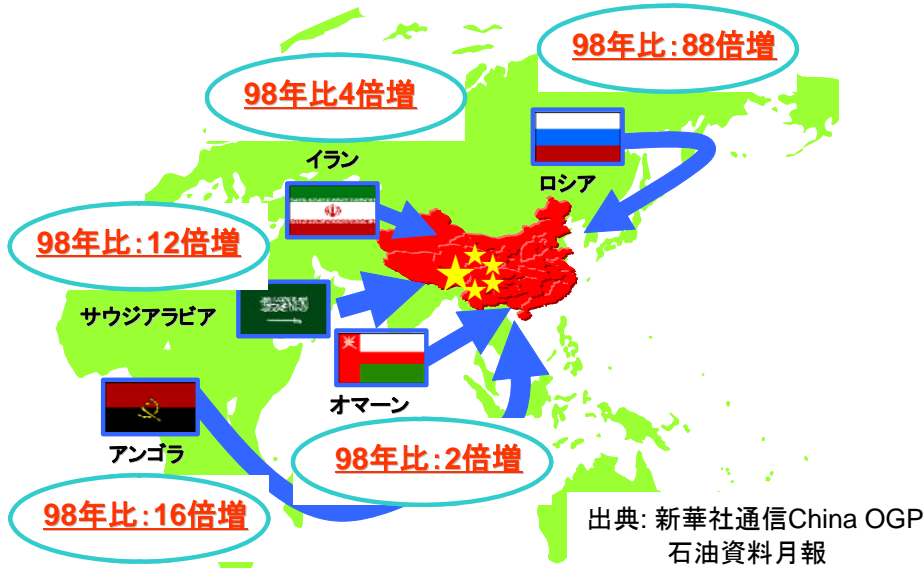 98年比:88倍増
98年比4倍増
イラン
ロシア
98年比:12倍増
サウジアラビア
オマーン
アンゴラ
98年比:2倍増
98年比:16倍増
出典: 新華社通信China OGP
石油資料月報